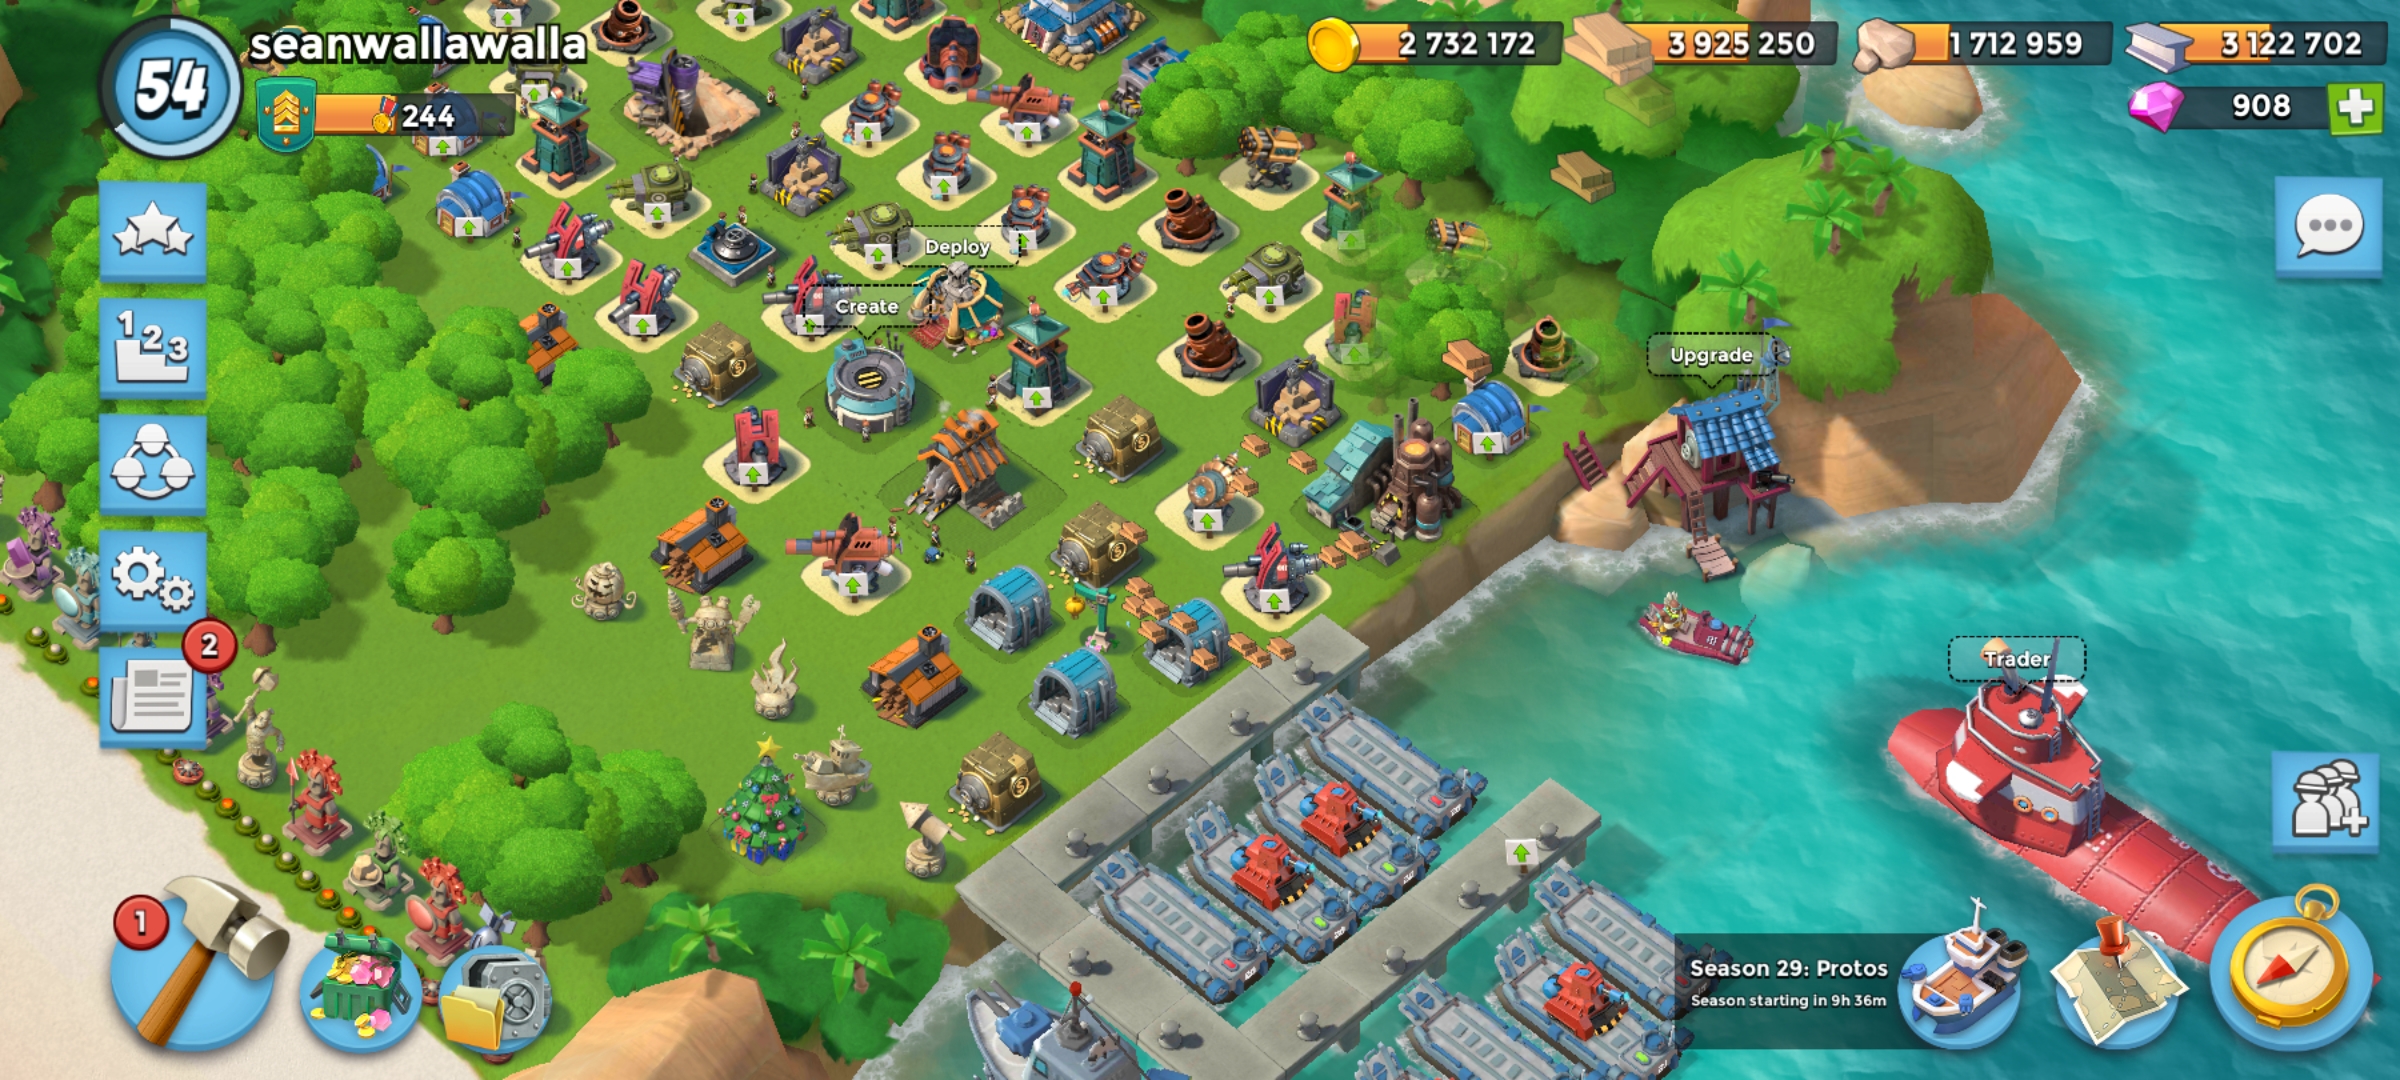 54
seanwallawalla
244
2 732 172
3 925 250
1 712 959
3 122 702
908
123
Deploy
Create
Upgrade
Trader
2
1
Season 29: Protos
Season starting in 9h 36m